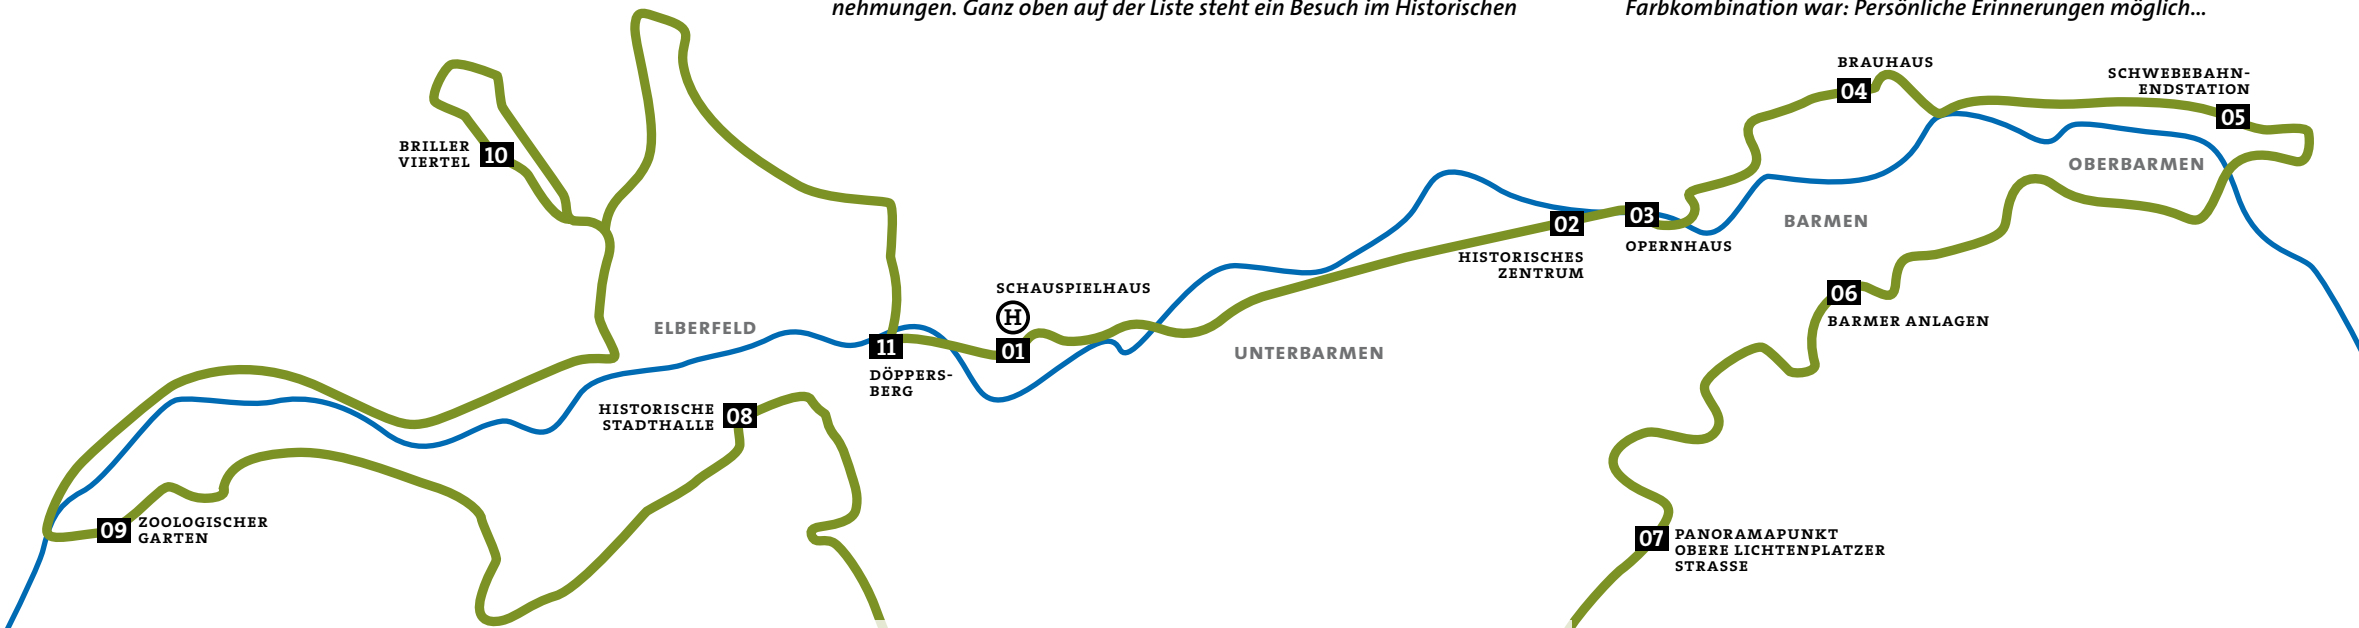 nehmungen. Ganz oben auf der Liste steht ein Besuch im Historischen
Farbkombination war: Persönliche Erinnerungen möglich...
BRAUHAUS
04
SCHWEBEBAHN-
ENDSTATION
05
BRILLER
VIERTEL
10
OBERBARMEN
BARMEN
02
HISTORISCHES
ZENTRUM
03
OPERNHAUS
SCHAUSPIELHAUS
H
01
06
BARMER ANLAGEN
ELBERFELD
11
DÖPPERS-
BERG
UNTERBARMEN
HISTORISCHE
STADTHALLE
08
09
ZOOLOGISCHER
GARTEN
07
PANORAMAPUNKT
OBERE LICHTENPLATZER
STRASSE